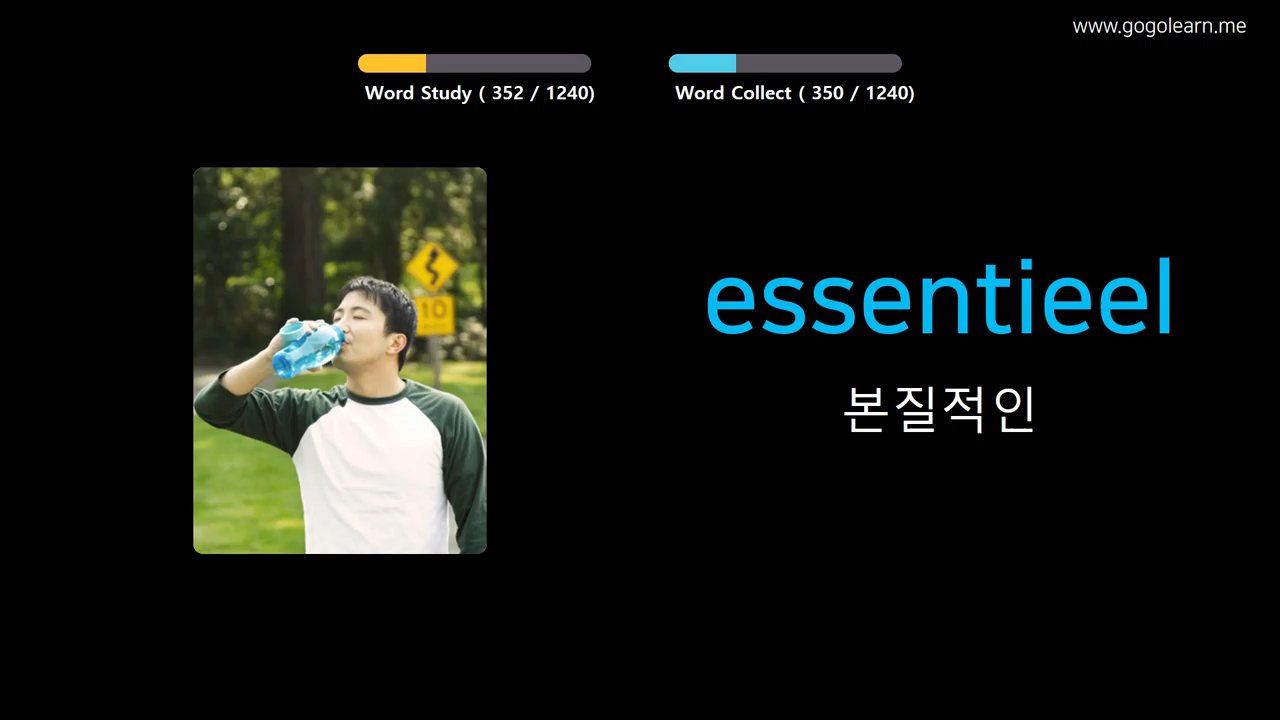 www.gogolearn.me
Word Study ( 352 / 1240)
Word Collect ( 350 / 1240)
10
essentieel
본질적인